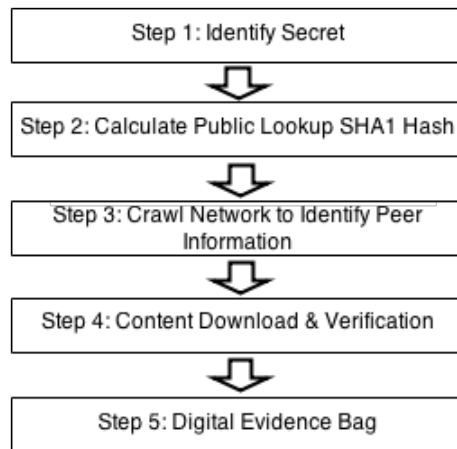 Step 1: Identify Secret
Step 2: Calculate Public Lookup SHA1 Hash
Step 3: Crawl Network to Identify Peer
Information
Step 4: Content Download & Verification
Step 5: Digital Evidence Bag